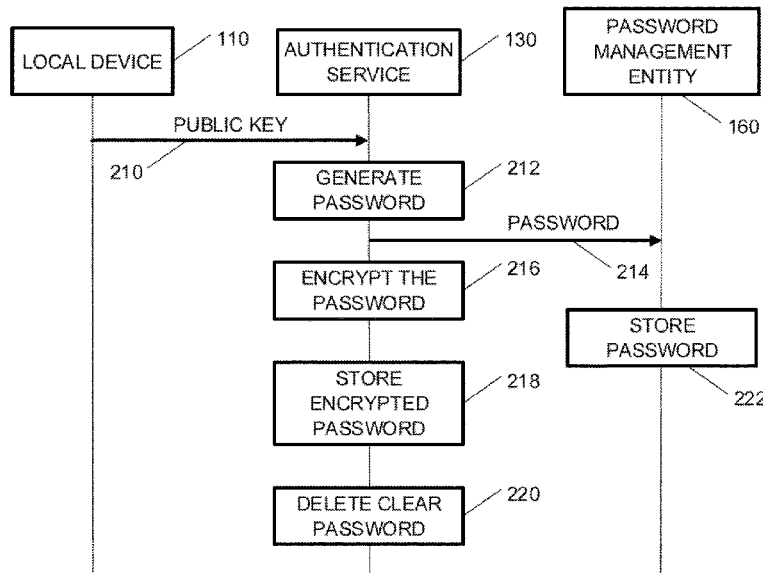 LOCAL DEVICE
110
AUTHENTICATION
SERVICE
130
PASSWORD
MANAGEMENT
ENTITY
160
PUBLIC KEY
210
GENERATE
PASSWORD
212
PASSWORD
214
ENCRYPT THE
PASSWORD
216
STORE
PASSWORD
222
STORE
ENCRYPTED
PASSWORD
218
DELETE CLEAR
PASSWORD
220